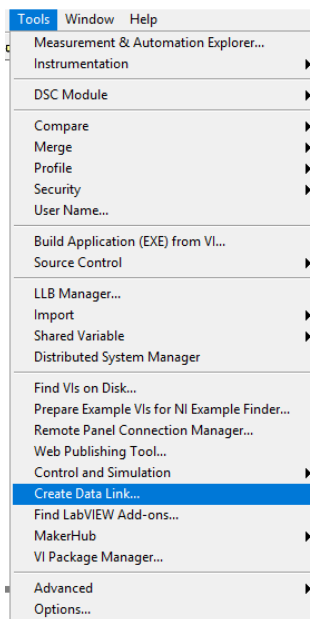 Tools Window Help
Measurement & Automation Explorer...
Instrumentation
DSC Module
Compare
Merge
Profile
Security
User Name...
Build Application (EXE) from VI...
Source Control
LLB Manager...
Import
Shared Variable
Distributed System Manager
Find VIs on Disk...
Prepare Example VIs for NI Example Finder...
Remote Panel Connection Manager...
Web Publishing Tool...
Control and Simulation
Create Data Link...
Find LabVIEW Add-ons...
MakerHub
VI Package Manager...
Advanced
Options...